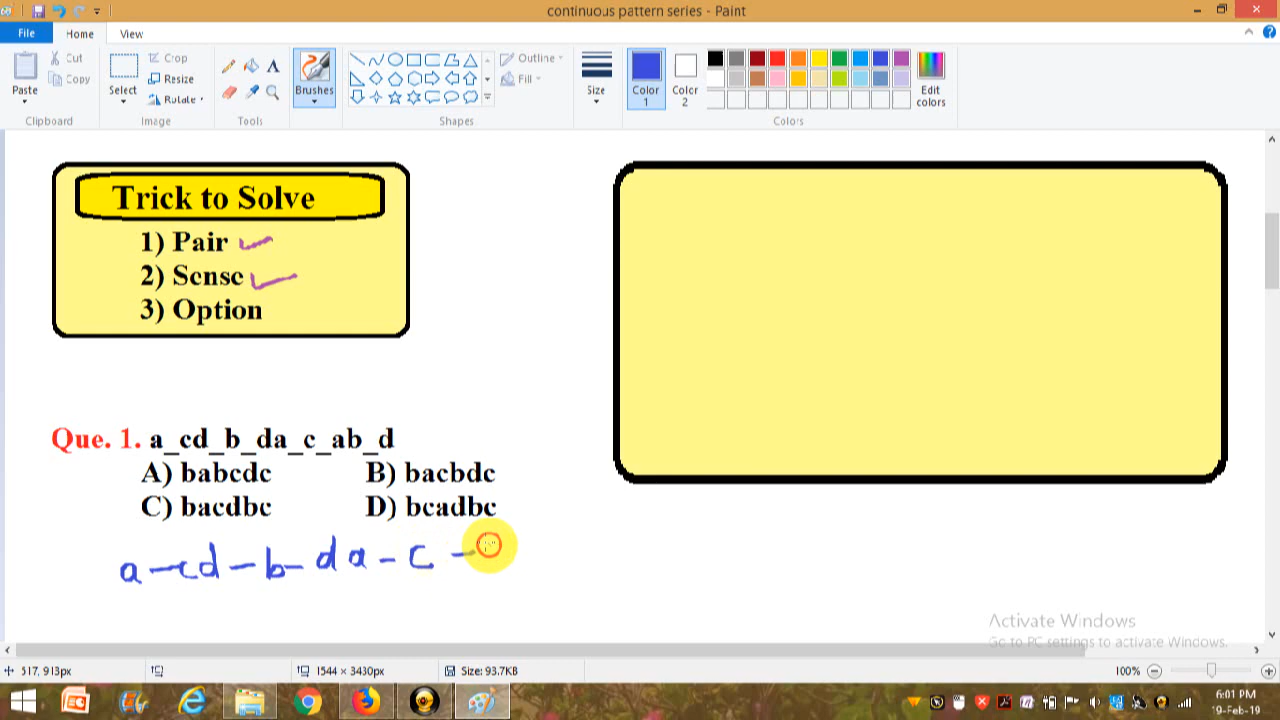 continuous pattern series - Paint
File Home View
Paste
Cut
Copy
Clipboard
Select
Crop
Resize
Rotate
Image
Tools
Brushes
Shapes
Outline
Fill
Size
Color 1
Color 2
Colors
Edit colors
Trick to Solve
1) Pair
2) Sense
3) Option
Que. 1. a_cd_b_da_c_ab_d
A) babcdc B) bacbdc
C) bacdbc D) bcadbc
a-cd-b-da-c-
Activate Windows
Go to PC settings to activate Windows.
517, 913px
1544 × 3430px
Size: 93.7KB
100%
6:01 PM
19-Feb-19